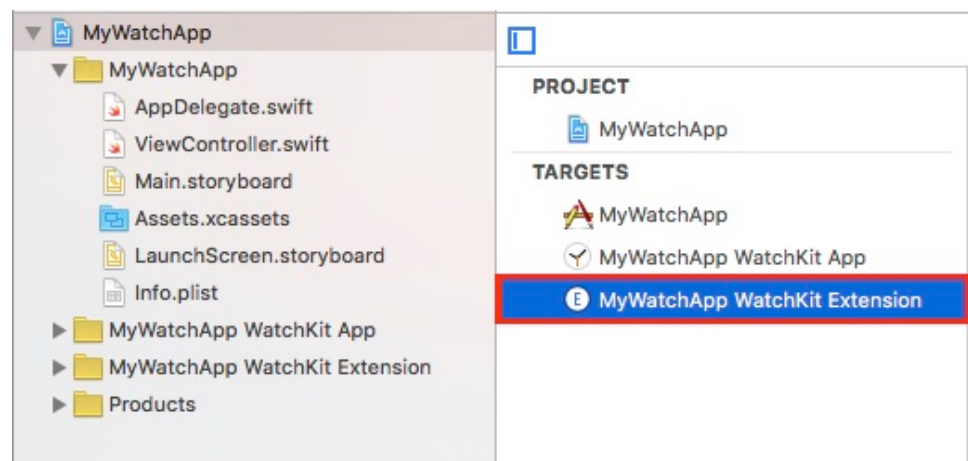 MyWatchApp
MyWatchApp
AppDelegate.swift
ViewController.swift
Main.storyboard
Assets.xcassets
LaunchScreen.storyboard
Info.plist
MyWatchApp WatchKit App
MyWatchApp WatchKit Extension
Products
PROJECT
MyWatchApp
TARGETS
MyWatchApp
MyWatchApp WatchKit App
E MyWatchApp WatchKit Extension